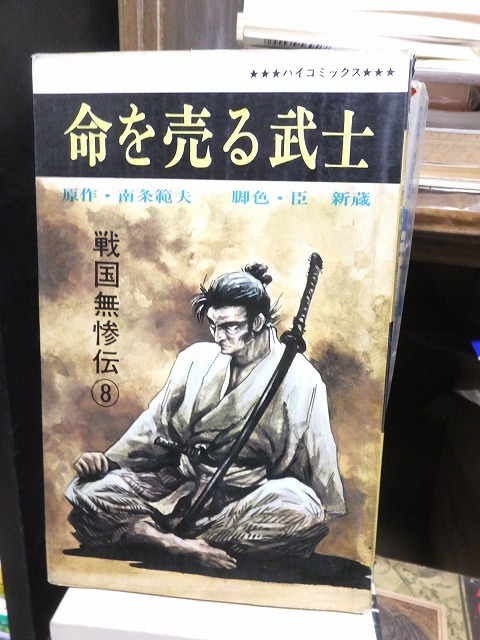 ★★★ハイコミックス★★★
命を売る武士
原作・南条範夫 脚色・臣 新蔵
戦国無惨伝⑧